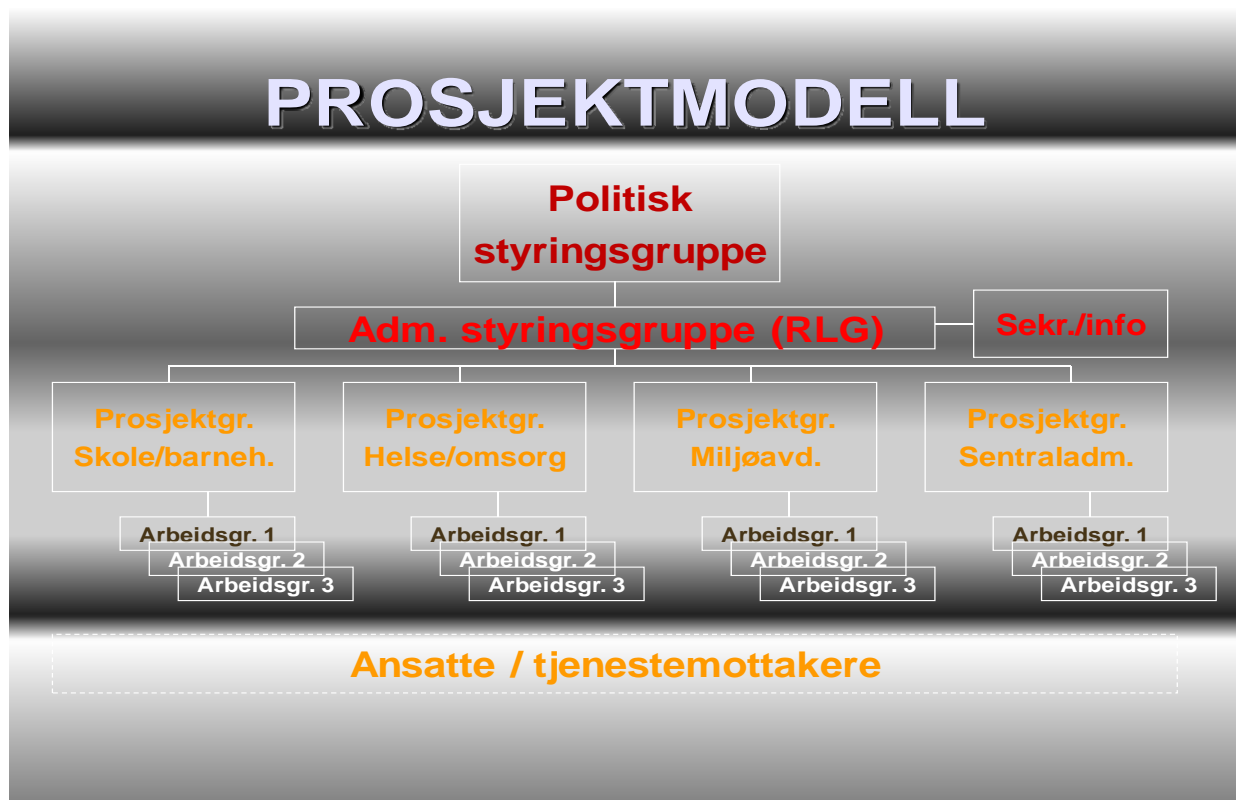 PROSJEKTMODELL
Politisk
styringsgruppe
Adm. styringsgruppe (RLG)
Sekr./info
Prosjektgr.
Skole/barneh.
Prosjektgr.
Helse/omsorg
Prosjektgr.
Miljøavd.
Prosjektgr.
Sentraladm.
Arbeidsgr. 1
Arbeidsgr. 2
Arbeidsgr. 3
Arbeidsgr. 1
Arbeidsgr. 2
Arbeidsgr. 3
Arbeidsgr. 1
Arbeidsgr. 2
Arbeidsgr. 3
Arbeidsgr. 1
Arbeidsgr. 2
Arbeidsgr. 3
Ansatte / tjenestemottakere